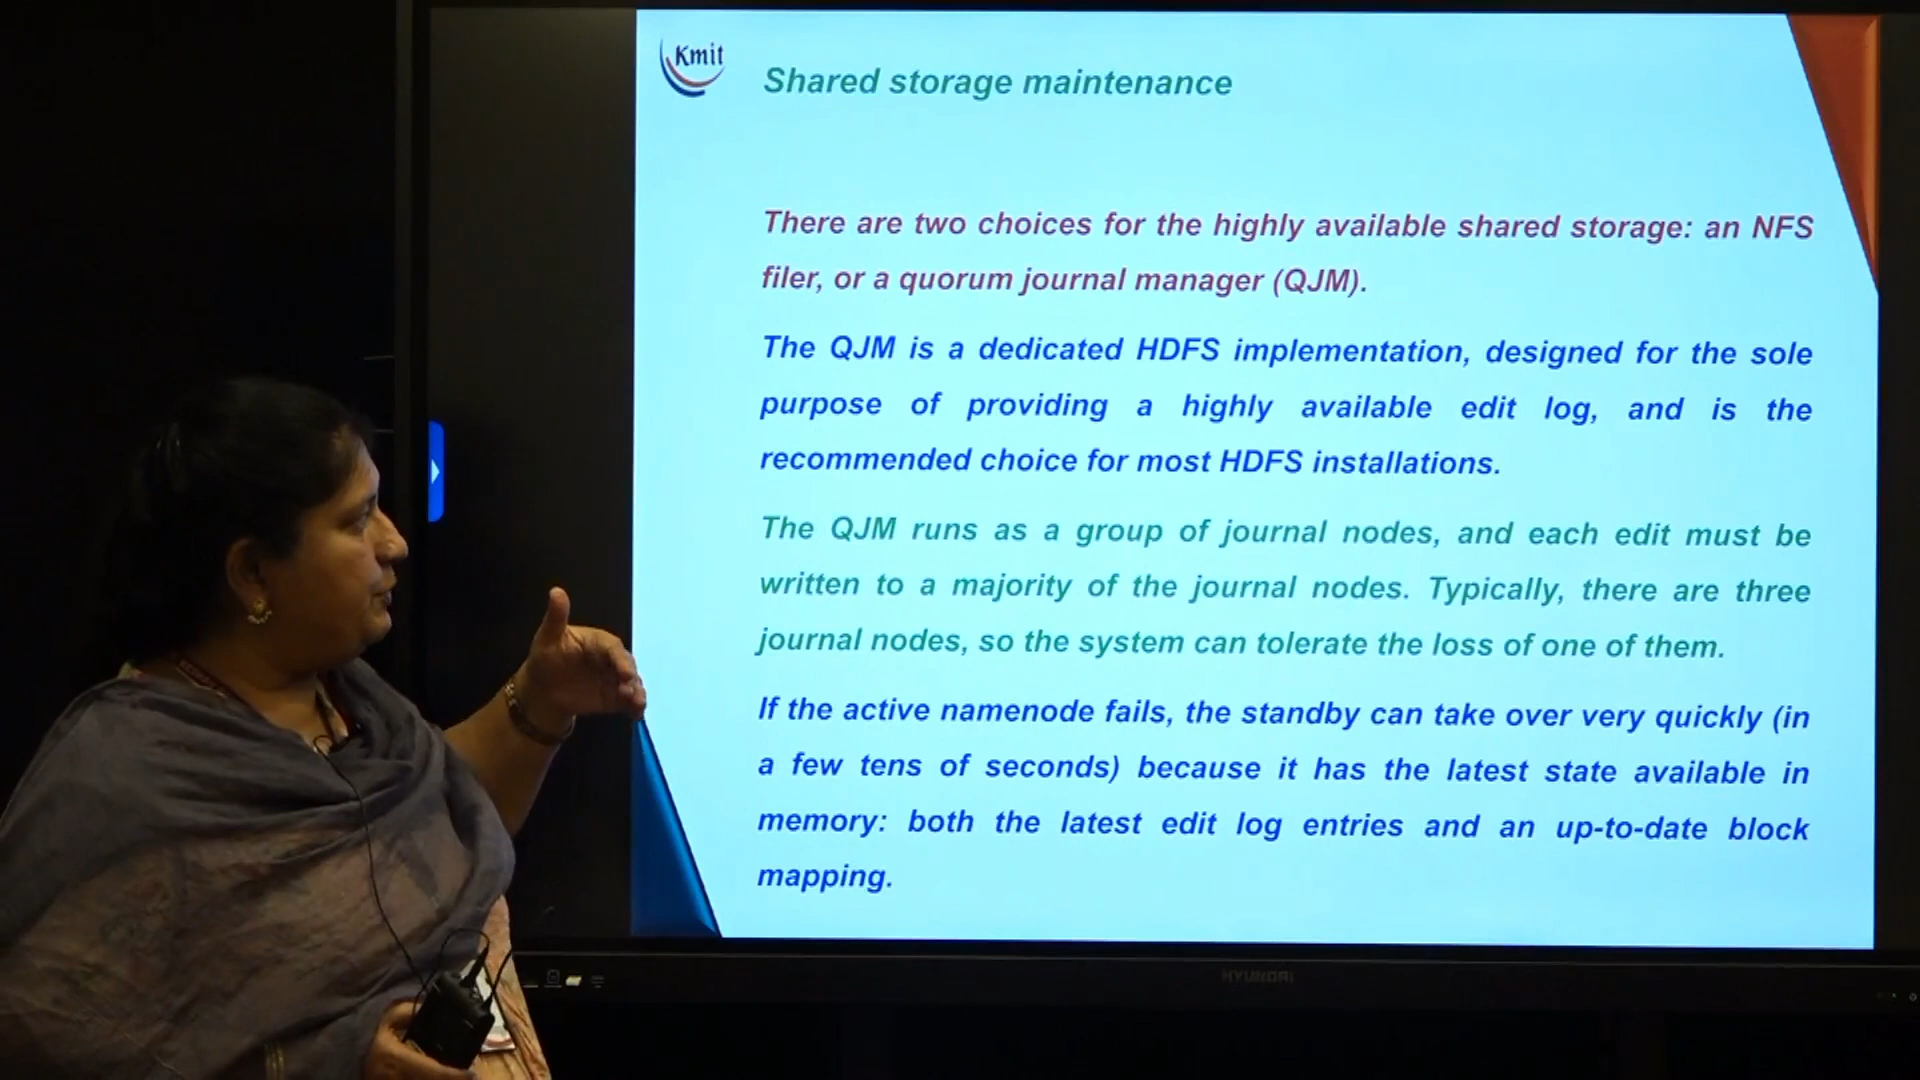 Kmit
Shared storage maintenance
There are two choices for the highly available shared storage: an NFS
filer, or a quorum journal manager (QJM).
The QJM is a dedicated HDFS implementation, designed for the sole
purpose of providing a highly available edit log, and is the
recommended choice for most HDFS installations.
The QJM runs as a group of journal nodes, and each edit must be
written to a majority of the journal nodes. Typically, there are three
journal nodes, so the system can tolerate the loss of one of them.
If the active namenode fails, the standby can take over very quickly (in
a few tens of seconds) because it has the latest state available in
memory: both the latest edit log entries and an up-to-date block
mapping.
HYUNDAI